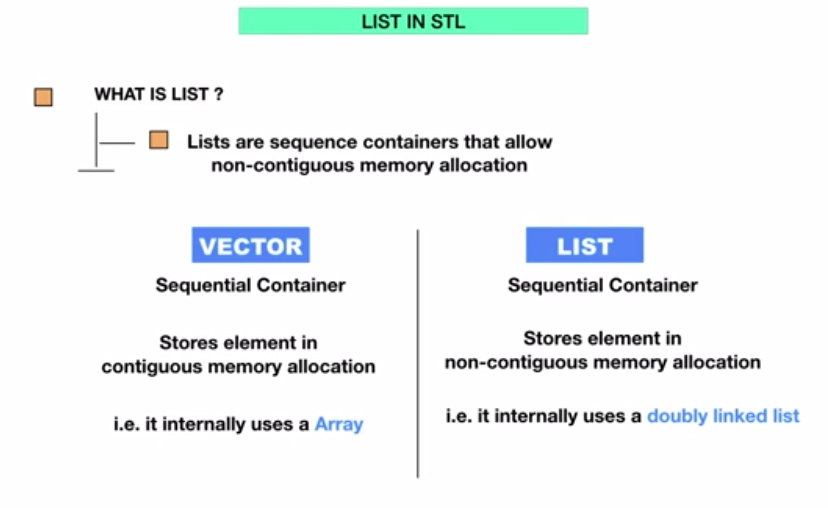 LIST IN STL
WHAT IS LIST ?
Lists are sequence containers that allow
non-contiguous memory allocation
VECTOR
Sequential Container
Stores element in
contiguous memory allocation
i.e. it internally uses a Array
LIST
Sequential Container
Stores element in
non-contiguous memory allocation
i.e. it internally uses a doubly linked list